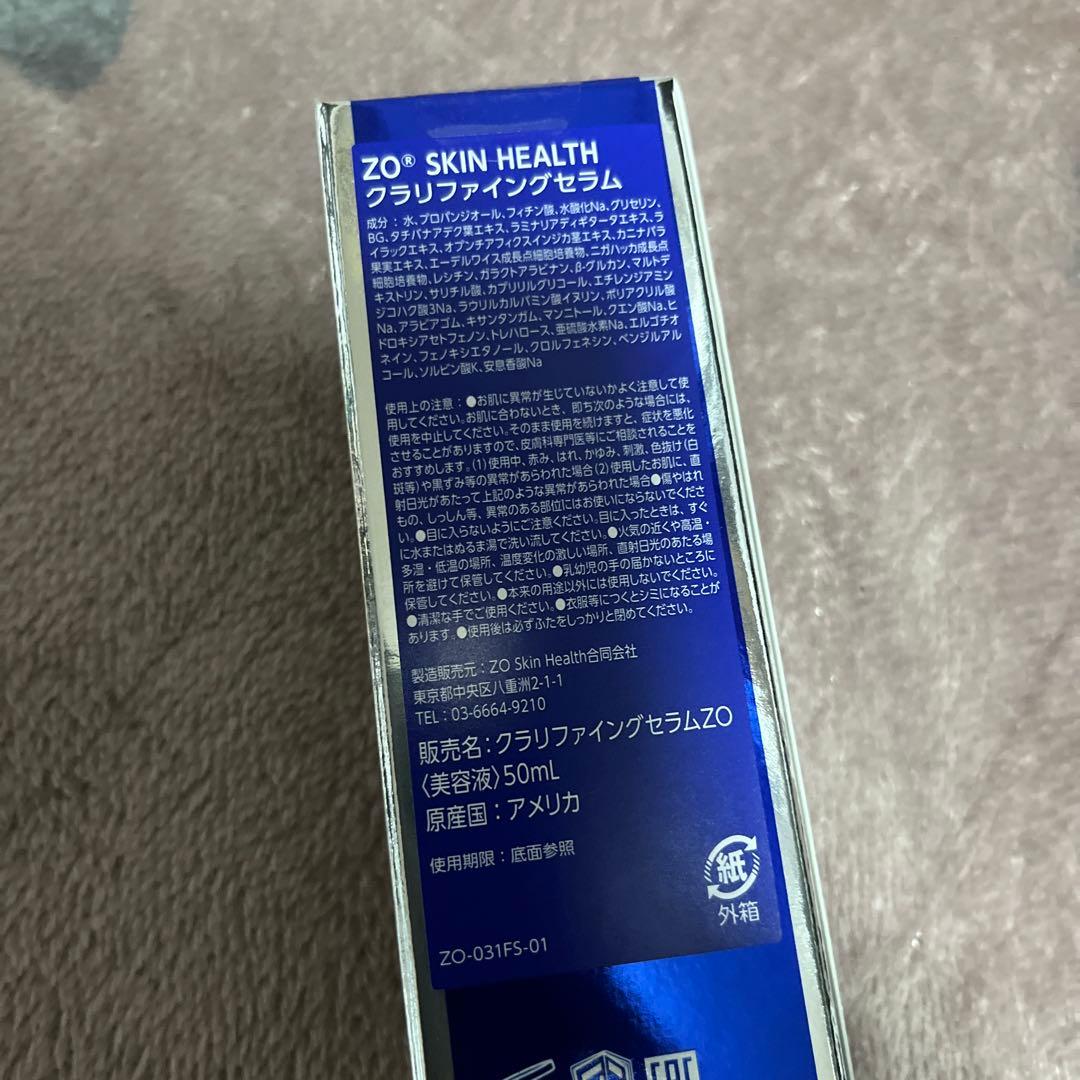 ZO® SKIN HEALTH
クラリファイングセラム
成分：水、プロパンジオール、フィチン酸、水酸化Na、グリセリン、
BG、タチバナアデク葉エキス、ラミナリアディギタータエキス、ラ
イラックエキス、オプンチアフィクスインジカ茎エキス、カニナバラ
果実エキス、エーデルワイス成長点細胞培養物、ニガハッカ成長点
細胞培養物、レシチン、ガラクトアラビナン、β-グルカン、マルトデ
キストリン、サリチル酸、カプリリルグリコール、エチレンジアミン
ジコハク酸3Na、ラウリルカルバミン酸イヌリン、ポリアクリル酸
Na、アラビアゴム、キサンタンガム、マンニトール、クエン酸Na、ヒ
ドロキシアセトフェノン、トレハロース、亜硫酸水素Na、エルゴチオ
ネイン、フェノキシエタノール、クロルフェネシン、ベンジルアル
コール、ソルビン酸K、安息香酸Na
使用上の注意：●お肌に異常が生じていないかよく注意して使
用してください。お肌に合わないとき、即ち次のような場合には、
使用を中止してください。そのまま使用を続けますと、症状を悪化
させることがありますので、皮膚科専門医等にご相談されることを
おすすめします。(1)使用中、赤み、はれ、かゆみ、刺激、色抜け(白
斑等)や黒ずみ等の異常があらわれた場合(2)使用したお肌に、直
射日光があたって上記のような異常があらわれた場合●傷やはれ
もの、しっしん等、異常のある部位にはお使いにならないでくださ
い。●目に入らないようにご注意ください。目に入ったときは、すぐ
に水またはぬるま湯で洗い流してください。●火気の近くや高温・
多湿・低温の場所、温度変化の激しい場所、直射日光のあたる場
所を避けて保管してください。●乳幼児の手の届かないところに
保管してください。●本来の用途以外には使用しないでください。
●清潔な手でご使用ください。●衣服等につくとシミになることが
あります。●使用後は必ずふたをしっかりと閉めてください。
製造販売元：ZO Skin Health合同会社
東京都中央区八重洲2-1-1
TEL：03-6664-9210
販売名：クラリファイングセラムZO
〈美容液〉50mL
原産国：アメリカ
使用期限：底面参照
紙
外箱
ZO-031FS-01